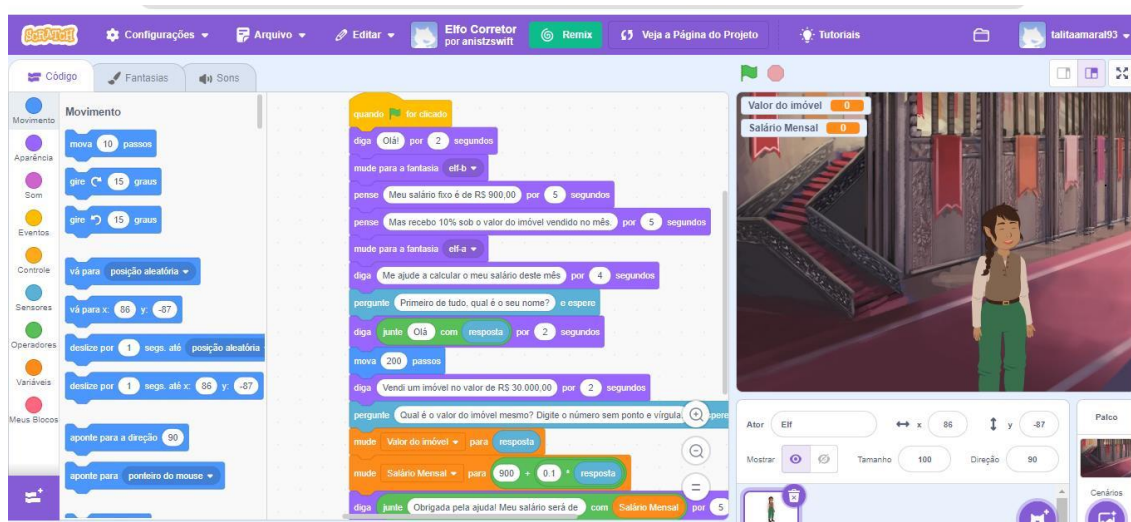 SCRATCH Configurações Arquivo Editar Elfo Corretor Remix Veja a Página do Projeto Tutoriais talitaamaral93
por anistzswift
Código Fantasias Sons
Movimento
Aparência
Som
Eventos
Controle
Sensores
Operadores
Variáveis
Meus Blocos
Movimento
mova 10 passos
gire 15 graus
gire 15 graus
vá para posição aleatória
vá para x: 86 y: -87
deslize por 1 segs. até posição aleatória
deslize por 1 segs. até x: 86 y: -87
aponte para a direção 90
aponte para ponteiro do mouse
quando for clicado
diga Olá! por 2 segundos
mude para a fantasia elf-b
pense Meu salário fixo é de R$ 900,00 por 5 segundos
pense Mas recebo 10% sob o valor do imóvel vendido no mês. por 5 segundos
mude para a fantasia elf-a
diga Me ajude a calcular o meu salário deste mês por 4 segundos
pergunte Primeiro de tudo, qual é o seu nome? e espere
diga junte Olá com resposta por 2 segundos
mova 200 passos
diga Vendi um imóvel no valor de R$ 30.000,00 por 2 segundos
pergunte Qual é o valor do imóvel mesmo? Digite o número sem ponto e vírgula.
mude Valor do imóvel para resposta
mude Salário Mensal para 900 + 0.1 * resposta
diga junte Obrigada pela ajuda! Meu salário será de com Salário Mensal por 5
Valor do imóvel 0
Salário Mensal 0
Ator Elf x 86 y -87
Mostrar Tamanho 100 Direção 90
Palco
Cenários